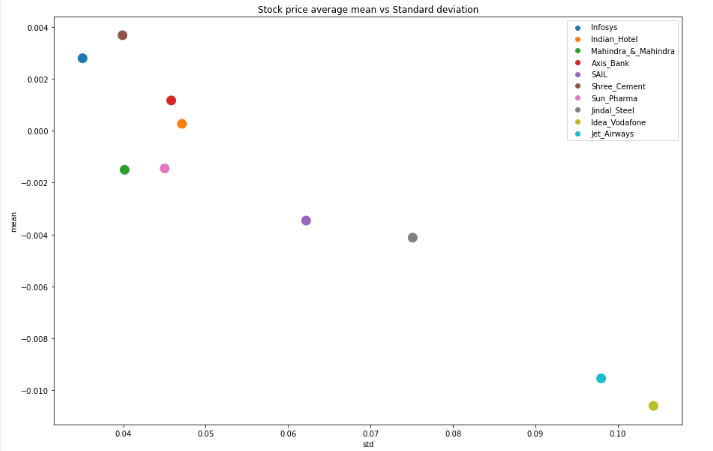 Stock price average mean vs Standard deviation
Infosys
Indian_Hotel
Mahindra_&_Mahindra
Axis_Bank
SAIL
Shree_Cement
Sun_Pharma
Jindal_Steel
Idea_Vodafone
Jet_Airways
0.004
0.002
0.000
−0.002
−0.004
−0.006
−0.008
−0.010
mean
0.04 0.05 0.06 0.07 0.08 0.09 0.10
std